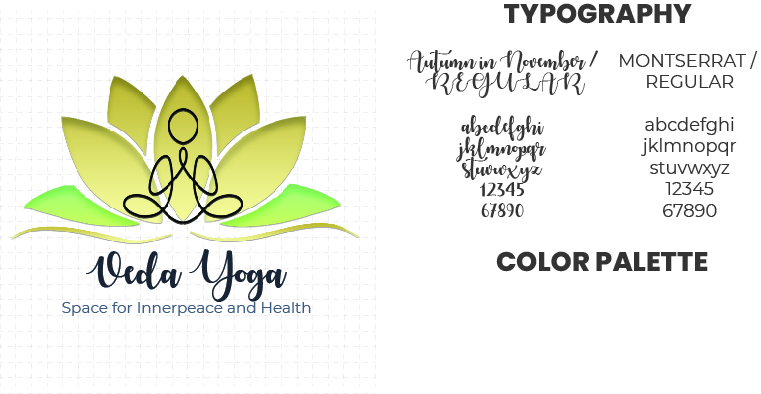 Veda Yoga
Space for Innerpeace and Health
TYPOGRAPHY
Autumn in November /
REGULAR
abcdefghi
jklmnopqr
stuvwxyz
12345
67890
MONTSERRAT /
REGULAR
abcdefghi
jklmnopqr
stuvwxyz
12345
67890
COLOR PALETTE